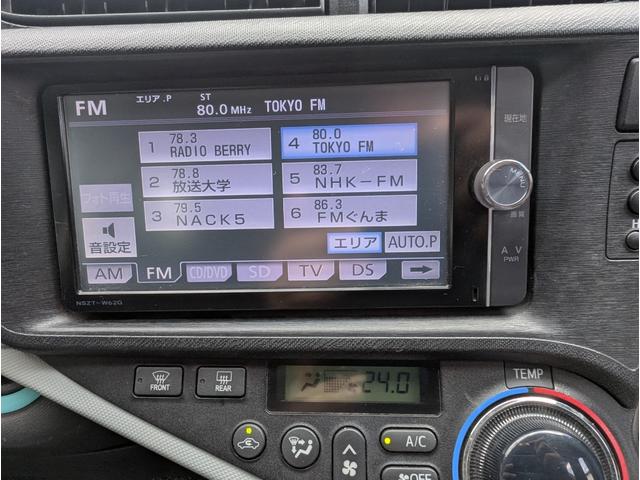 FM エリア.P ST 80.0 MHz TOKYO FM
1 78.3 RADIO BERRY
4 80.0 TOKYO FM
2 78.8 放送大学
5 83.7 NHK-FM
3 79.5 NACK5
6 86.3 FMぐんま
フォト再生
音設定
エリア AUTO.P
AM FM CD/DVD SD TV DS
NSZT-W62G
現在地
MENU
画質
A V
PWR
FRONT REAR
24.0
TEMP
A/C
OFF